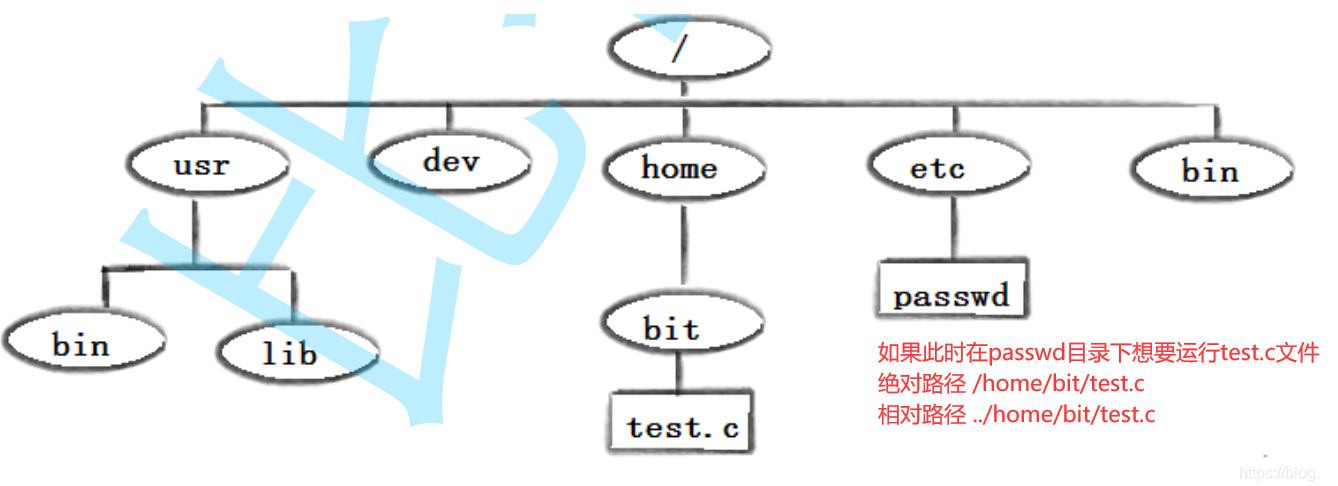 /
usr
dev
home
etc
bin
bin
lib
bit
passwd
test.c
如果此时在passwd目录下想要运行test.c文件
绝对路径 /home/bit/test.c
相对路径 ../home/bit/test.c
https://blog.